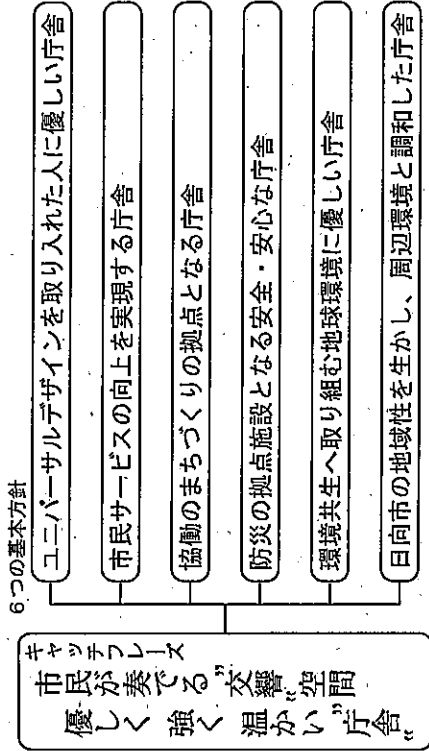 キャッチフレーズ
市民が奏でる”交響“空間
優しく 強く 温かい”庁舎“
6つの基本方針
ユニバーサルデザインを取り入れた人に優しい庁舎
市民サービスの向上を実現する庁舎
協働のまちづくりの拠点となる庁舎
防災の拠点施設となる安全・安心な庁舎
環境共生へ取り組む地球環境に優しい庁舎
日向市の地域性を生かし、周辺環境と調和した庁舎